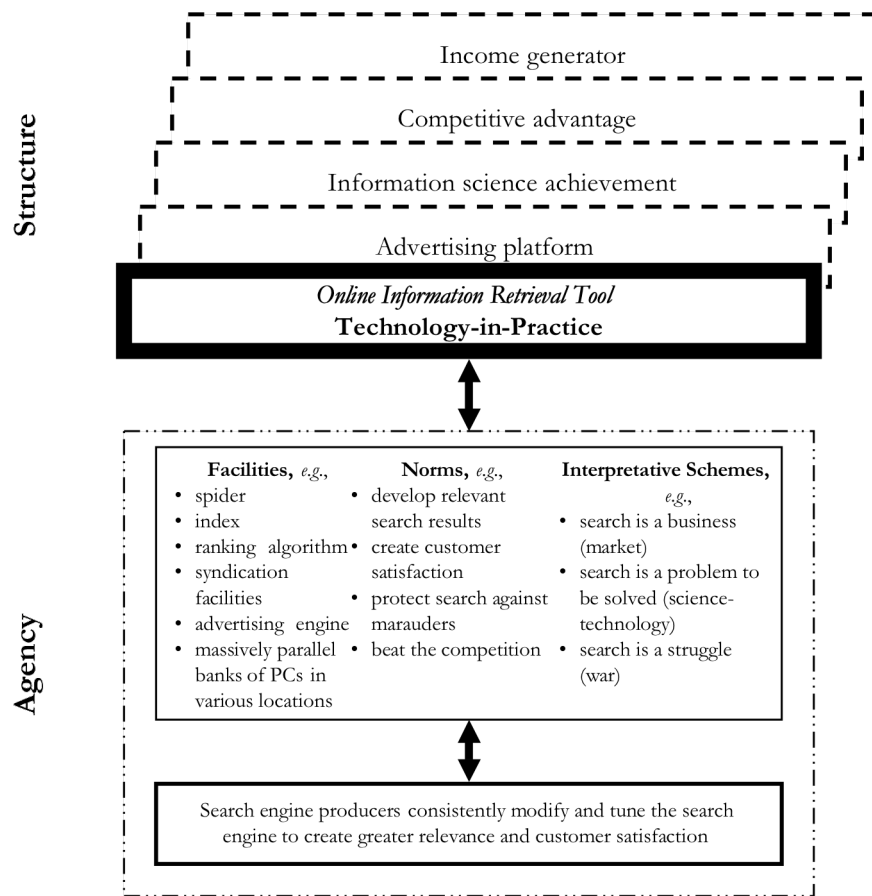 Structure
Income generator
Competitive advantage
Information science achievement
Advertising platform
Online Information Retrieval Tool
Technology-in-Practice
Agency
Facilities, e.g.,
• spider
• index
• ranking algorithm
• syndication
facilities
• advertising engine
• massively parallel
banks of PCs in
various locations
Norms, e.g.,
• develop relevant
search results
• create customer
satisfaction
• protect search against
marauders
• beat the competition
Interpretative Schemes,
e.g.,
• search is a business
(market)
• search is a problem to
be solved (science-
technology)
• search is a struggle
(war)
Search engine producers consistently modify and tune the search
engine to create greater relevance and customer satisfaction